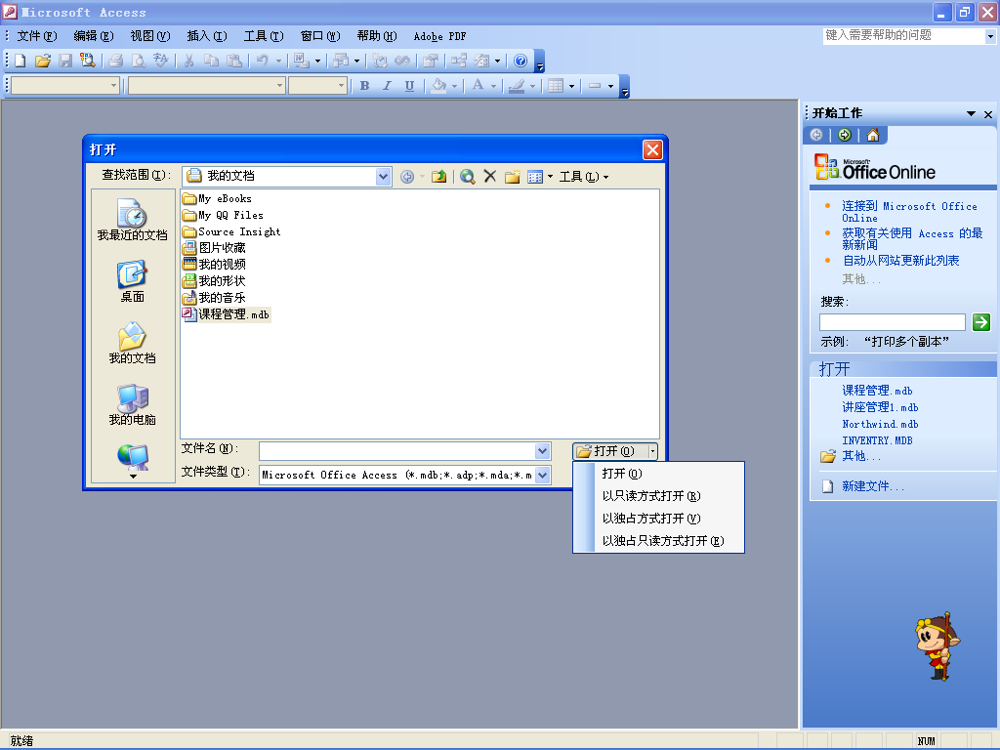 Microsoft Access
文件(F) 编辑(E) 视图(V) 插入(I) 工具(T) 窗口(W) 帮助(H) Adobe PDF
键入需要帮助的问题
B I U A
开始工作
Microsoft
Office Online
连接到 Microsoft Office
Online
获取有关使用 Access 的最
新新闻
自动从网站更新此列表
其他...
搜索:
示例: “打印多个副本”
打开
课程管理.mdb
讲座管理1.mdb
Northwind.mdb
INVENTRY.MDB
其他...
新建文件...
打开
查找范围(I): 我的文档 工具(L)
我最近的文档
桌面
我的文档
我的电脑
My eBooks
My QQ Files
Source Insight
图片收藏
我的视频
我的形状
我的音乐
课程管理.mdb
文件名(N): 打开(O)
文件类型(T): Microsoft Office Access (*.mdb;*.adp;*.mda;*.m
打开(O)
以只读方式打开(R)
以独占方式打开(V)
以独占只读方式打开(E)
就绪 NUM